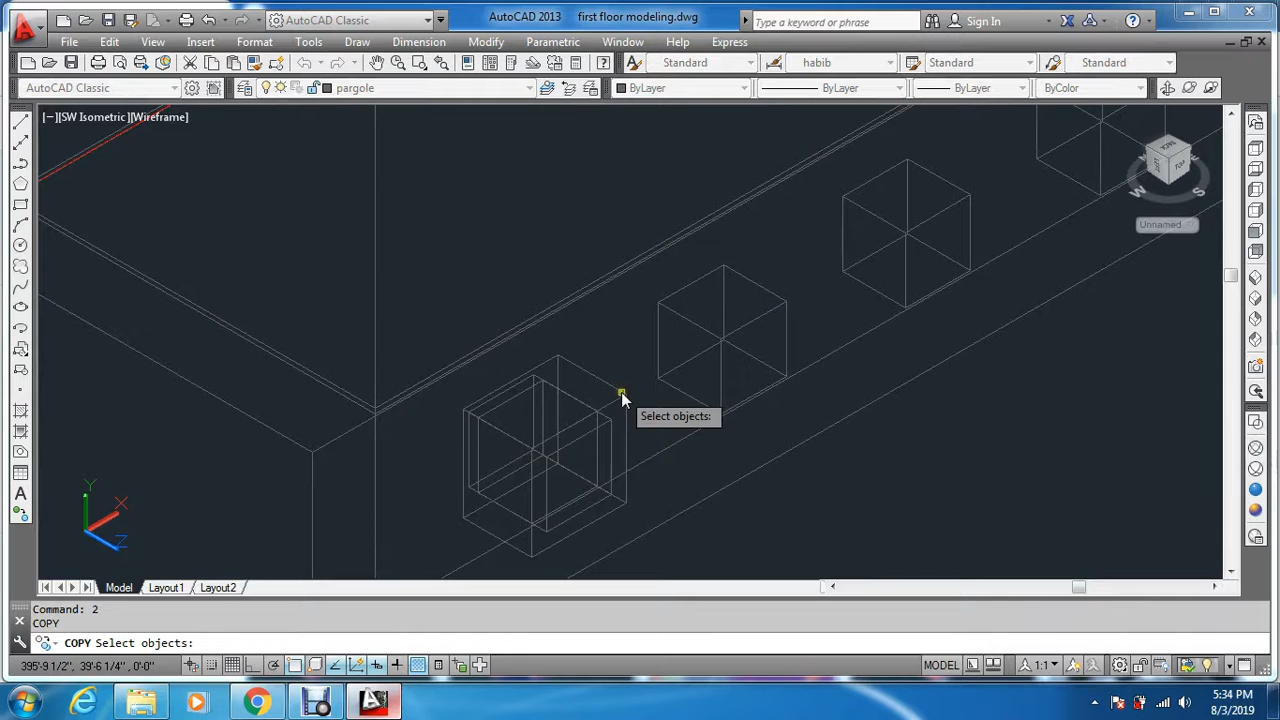 AutoCAD Classic
AutoCAD 2013 first floor modeling.dwg
Type a keyword or phrase
Sign In
File Edit View Insert Format Tools Draw Dimension Modify Parametric Window Help Express
Standard habib Standard Standard
AutoCAD Classic pargole ByLayer ByLayer ByLayer ByColor
[−][SW Isometric][Wireframe]
LEFT
TOP
W
S
Unnamed
Select objects:
Y
X
Z
Model Layout1 Layout2
Command: 2
COPY
COPY Select objects:
395'-9 1/2", 39'-6 1/4", 0'-0"
MODEL
1:1
5:34 PM
8/3/2019